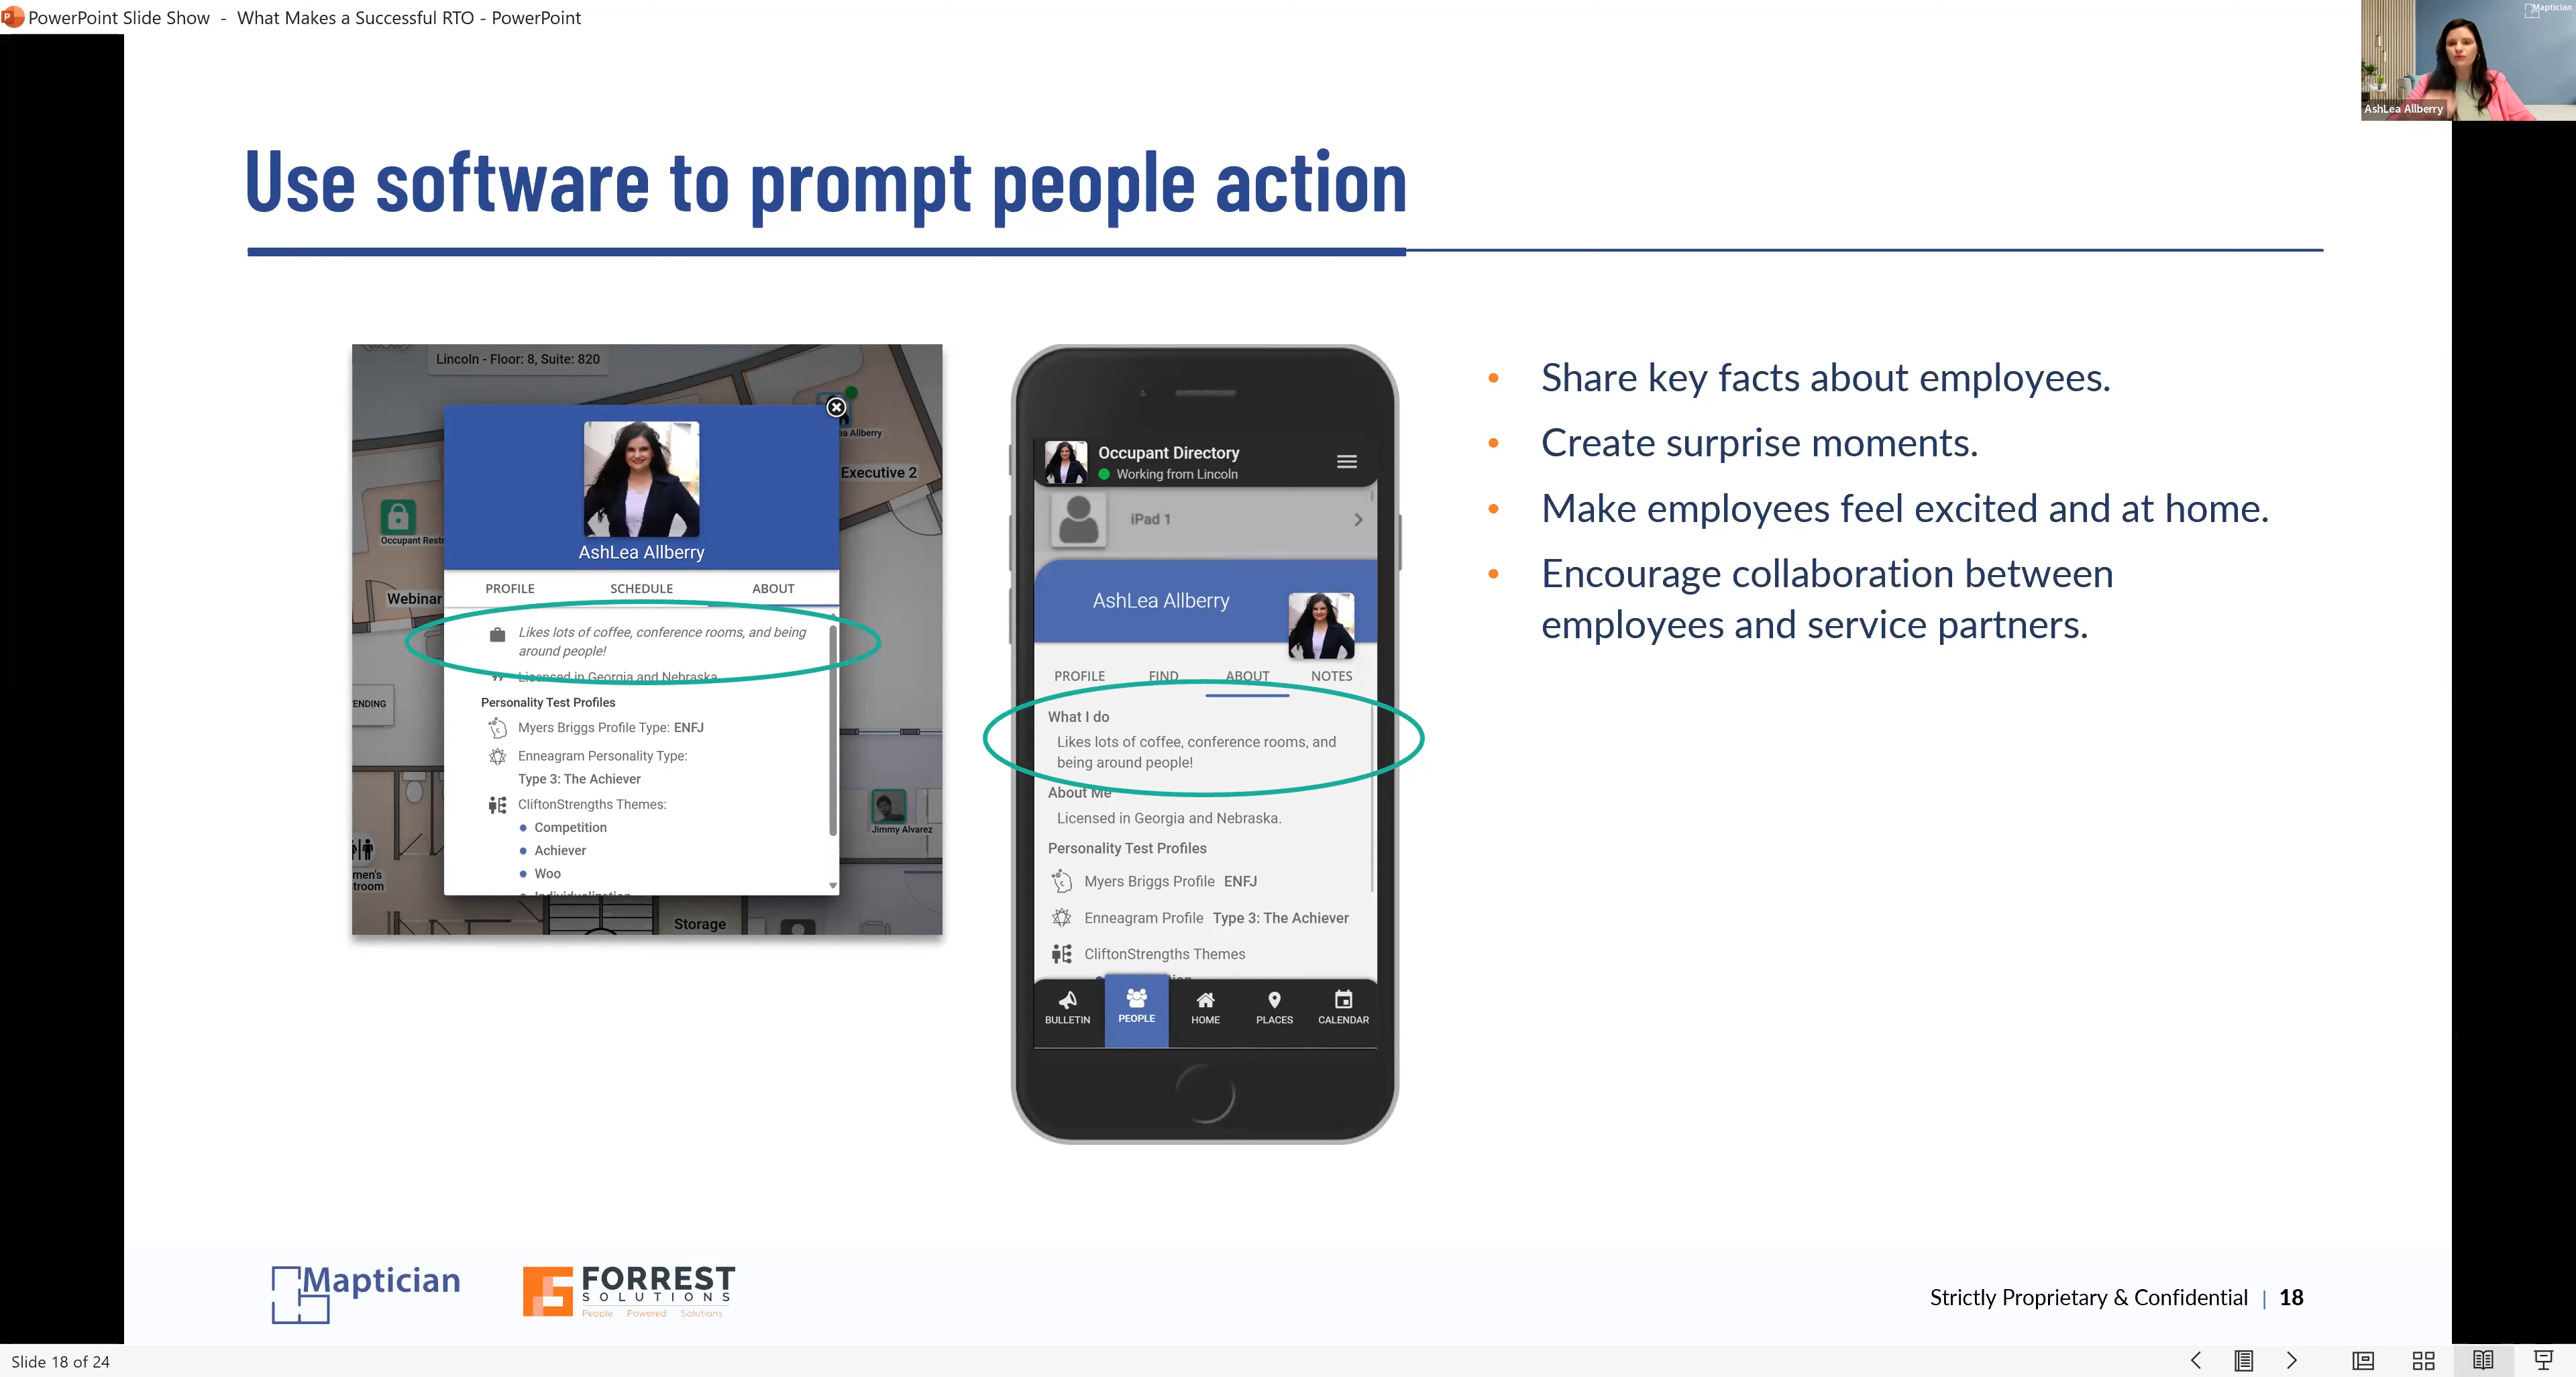 PowerPoint Slide Show - What Makes a Successful RTO - PowerPoint
Maptician
AshLea Allberry
Use software to prompt people action
Lincoln - Floor: 8, Suite: 820
ea Allberry
Executive 2
Occupant Restr
Webinar
ENDING
men's
troom
Jimmy Alvarez
Storage
AshLea Allberry
PROFILE SCHEDULE ABOUT
Likes lots of coffee, conference rooms, and being
around people!
Licensed in Georgia and Nebraska
Personality Test Profiles
Myers Briggs Profile Type: ENFJ
Enneagram Personality Type:
Type 3: The Achiever
CliftonStrengths Themes:
• Competition
• Achiever
• Woo
• Individualization
Occupant Directory
Working from Lincoln
iPad 1
AshLea Allberry
PROFILE FIND ABOUT NOTES
What I do
Likes lots of coffee, conference rooms, and
being around people!
About Me
Licensed in Georgia and Nebraska.
Personality Test Profiles
Myers Briggs Profile ENFJ
Enneagram Profile Type 3: The Achiever
CliftonStrengths Themes
BULLETIN PEOPLE HOME PLACES CALENDAR
• Share key facts about employees.
• Create surprise moments.
• Make employees feel excited and at home.
• Encourage collaboration between
employees and service partners.
Maptician
FORREST
SOLUTIONS
People Powered Solutions
Strictly Proprietary & Confidential | 18
Slide 18 of 24